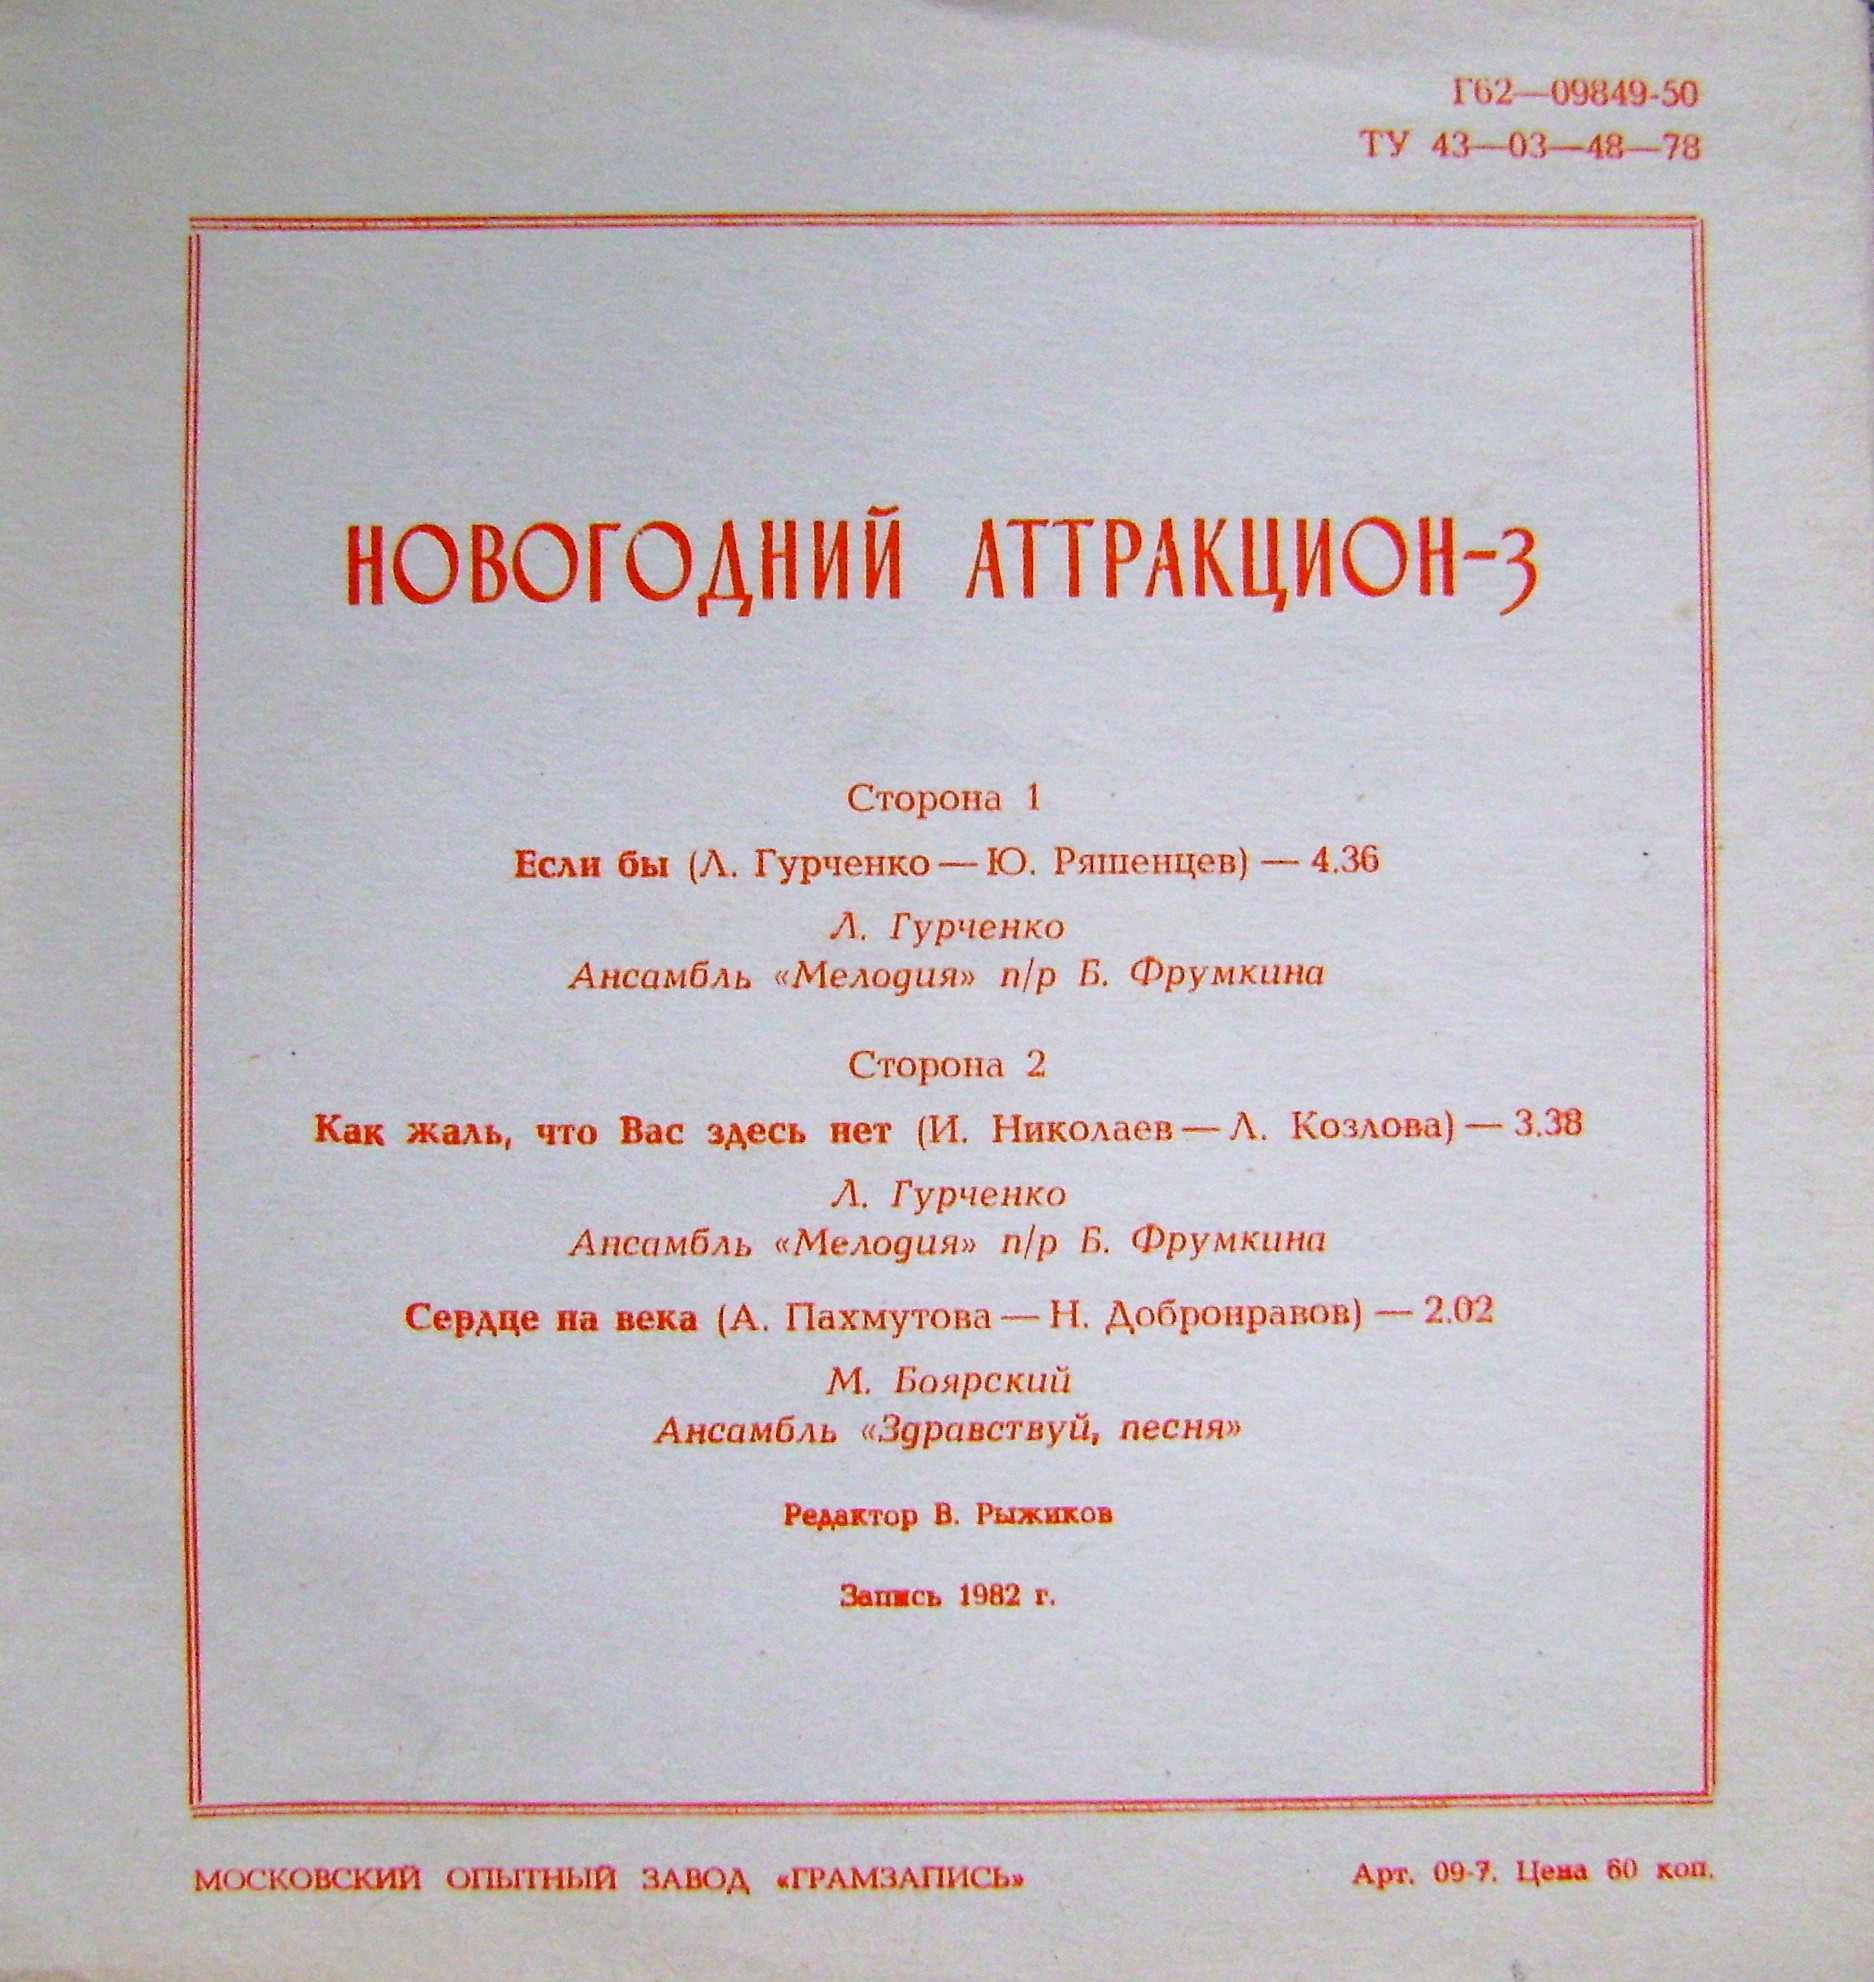 Г62—09849-50
ТУ 43—03—48—78
НОВОГОДНИЙ АТТРАКЦИОН-3
Сторона 1
Если бы (Л. Гурченко — Ю. Ряшенцев) — 4.36
Л. Гурченко
Ансамбль «Мелодия» п/р Б. Фрумкина
Сторона 2
Как жаль, что Вас здесь нет (И. Николаев — Л. Козлова) — 3.38
Л. Гурченко
Ансамбль «Мелодия» п/р Б. Фрумкина
Сердце на века (А. Пахмутова — Н. Добронравов) — 2.02
М. Боярский
Ансамбль «Здравствуй, песня»
Редактор В. Рыжиков
Запись 1982 г.
МОСКОВСКИЙ ОПЫТНЫЙ ЗАВОД «ГРАМЗАПИСЬ»
Арт. 09-7. Цена 60 коп.